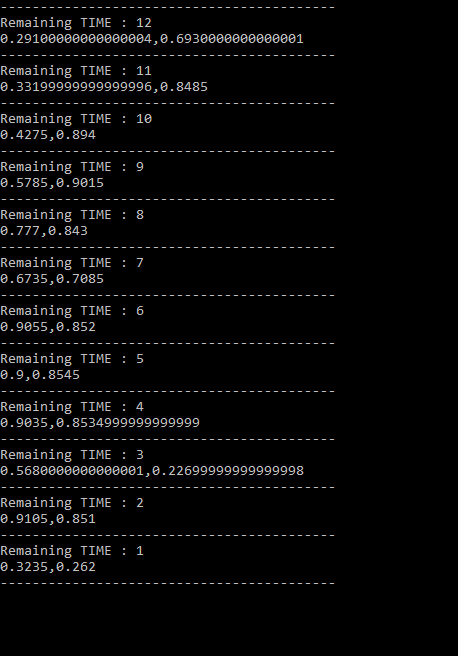 ------------------------------------------
Remaining TIME : 12
0.29100000000000004,0.6930000000000001
------------------------------------------
Remaining TIME : 11
0.33199999999999996,0.8485
------------------------------------------
Remaining TIME : 10
0.4275,0.894
------------------------------------------
Remaining TIME : 9
0.5785,0.9015
------------------------------------------
Remaining TIME : 8
0.777,0.843
------------------------------------------
Remaining TIME : 7
0.6735,0.7085
------------------------------------------
Remaining TIME : 6
0.9055,0.852
------------------------------------------
Remaining TIME : 5
0.9,0.8545
------------------------------------------
Remaining TIME : 4
0.9035,0.8534999999999999
------------------------------------------
Remaining TIME : 3
0.5680000000000001,0.22699999999999998
------------------------------------------
Remaining TIME : 2
0.9105,0.851
------------------------------------------
Remaining TIME : 1
0.3235,0.262
------------------------------------------